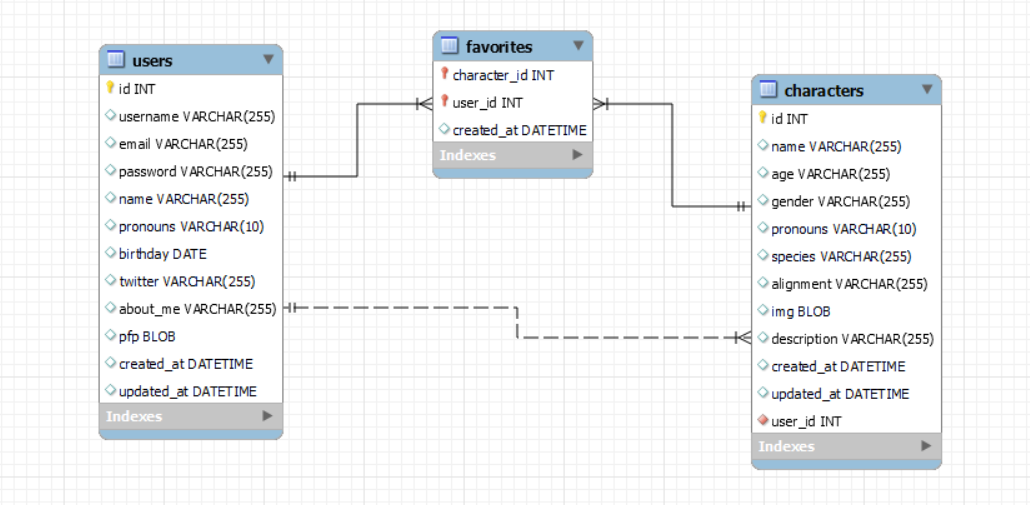 users
id INT
username VARCHAR(255)
email VARCHAR(255)
password VARCHAR(255)
name VARCHAR(255)
pronouns VARCHAR(10)
birthday DATE
twitter VARCHAR(255)
about_me VARCHAR(255)
pfp BLOB
created_at DATETIME
updated_at DATETIME
Indexes
favorites
character_id INT
user_id INT
created_at DATETIME
Indexes
characters
id INT
name VARCHAR(255)
age VARCHAR(255)
gender VARCHAR(255)
pronouns VARCHAR(10)
species VARCHAR(255)
alignment VARCHAR(255)
img BLOB
description VARCHAR(255)
created_at DATETIME
updated_at DATETIME
user_id INT
Indexes